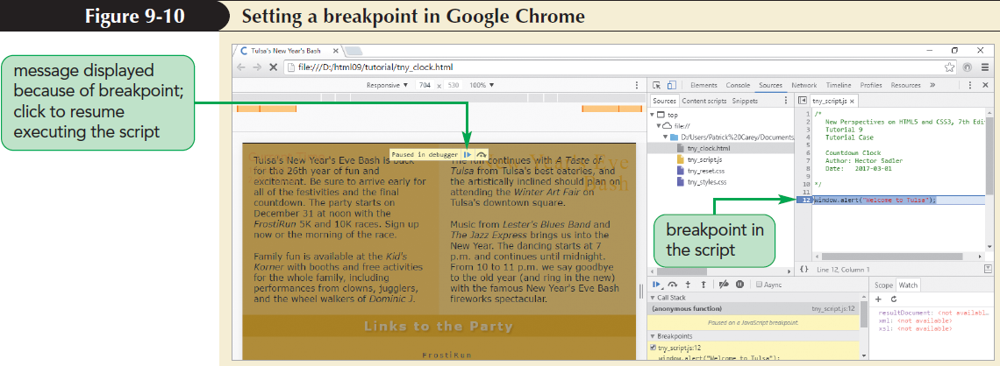 Figure 9-10
Setting a breakpoint in Google Chrome
message displayed
because of breakpoint;
click to resume
executing the script
Tulsa's New Year's Bash
file:///D:/html09/tutorial/tny_clock.html
Responsive ▼ 704 x 530 100% ▼
Paused in debugger
Tulsa's New Year's Eve Bash is back
for the 26th year of fun and
excitement. Be sure to arrive early for
all of the festivities and the final
countdown. The party starts on
December 31 at noon with the
FrostiRun 5K and 10K races. Sign up
now or the morning of the race.
Family fun is available at the Kid's
Korner with booths and free activities
for the whole family, including
performances from clowns, jugglers,
and the wheel walkers of Dominic J.
The fun continues with A Taste of
Tulsa from Tulsa's best eateries, and
the artistically inclined should plan on
attending the Winter Art Fair on
Tulsa's downtown square.
Music from Lester's Blues Band and
The Jazz Express brings us into the
New Year. The dancing starts at 7
p.m. and continues until midnight.
From 10 to 11 p.m. we say goodbye
to the old year (and ring in the new)
with the famous New Year's Eve Bash
fireworks spectacular.
Eve
Bash
Links to the Party
FrostiRun
Elements Console Sources Network Timeline Profiles Resources »
Sources Content scripts Snippets
top
file://
D:/Users/Patrick%20Carey/Documents
tny_clock.html
tny_script.js
tny_reset.css
tny_styles.css
breakpoint in
the script
tny_script.js ×
1 /*
2 New Perspectives on HTML5 and CSS3, 7th Edi
3 Tutorial 9
4 Tutorial Case
5
6 Countdown Clock
7 Author: Hector Sadler
8 Date: 2017-03-01
9
10 */
11
12 window.alert("Welcome to Tulsa");
{} Line 12, Column 1
Async
Call Stack
(anonymous function) tny_script.js:12
Paused on a JavaScript breakpoint.
Breakpoints
tny_script.js:12
window.alert("Welcome to Tulsa");
Scope Watch
resultDocument: <not availabl…
xml: <not available>
xsl: <not available>